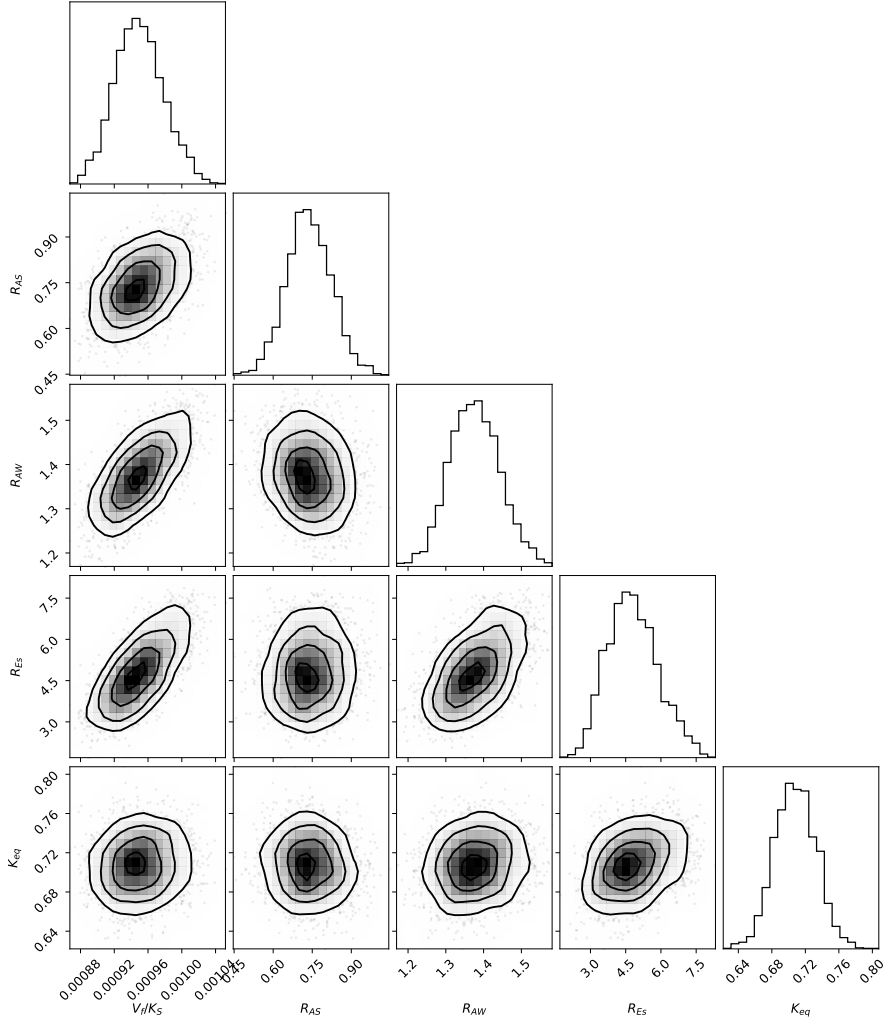 0.90
0.75
0.60
0.45
R_AS
1.5
1.4
1.3
1.2
R_AW
7.5
6.0
4.5
3.0
R_Es
0.80
0.76
0.72
0.68
0.64
K_eq
0.00088 0.00092 0.00096 0.00100 0.00104
0.45 0.60 0.75 0.90
1.2 1.3 1.4 1.5
3.0 4.5 6.0 7.5
0.64 0.68 0.72 0.76 0.80
V_f/K_S R_AS R_AW R_Es K_eq